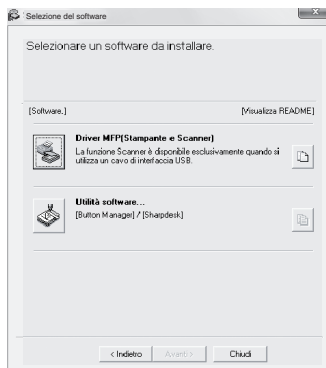 Selezione del software
Selezionare un software da installare.
[Software.] [Visualizza README]
Driver MFP(Stampante e Scanner)
La funzione Scanner è disponibile esclusivamente quando si
utilizza un cavo di interfaccia USB.
Utilità software...
[Button Manager] / [Sharpdesk]
< Indietro Avanti > Chiudi